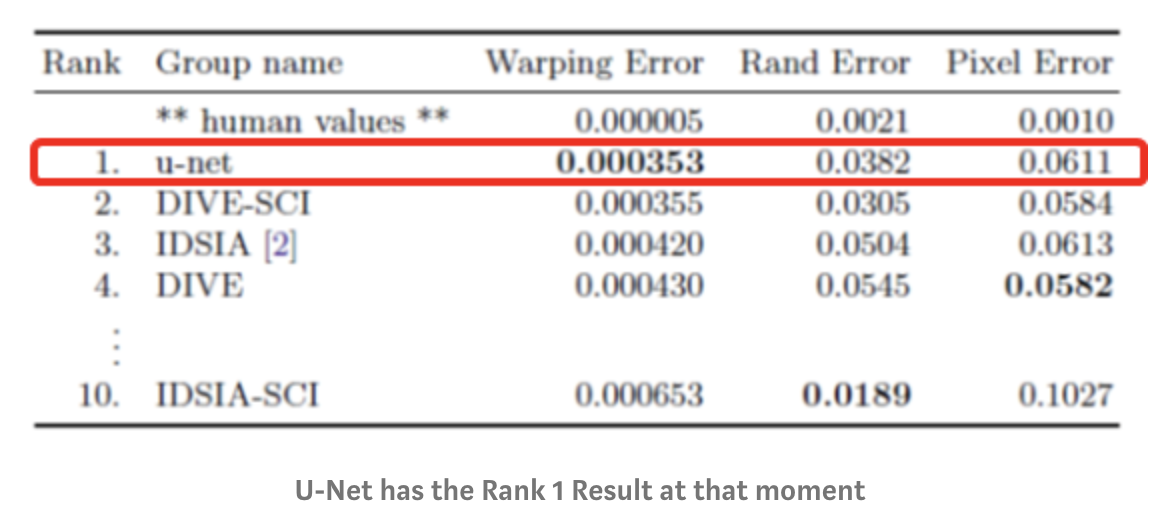 Rank Group name Warping Error Rand Error Pixel Error
** human values ** 0.000005 0.0021 0.0010
1. u-net 0.000353 0.0382 0.0611
2. DIVE-SCI 0.000355 0.0305 0.0584
3. IDSIA [2] 0.000420 0.0504 0.0613
4. DIVE 0.000430 0.0545 0.0582
⋮
10. IDSIA-SCI 0.000653 0.0189 0.1027
U-Net has the Rank 1 Result at that moment